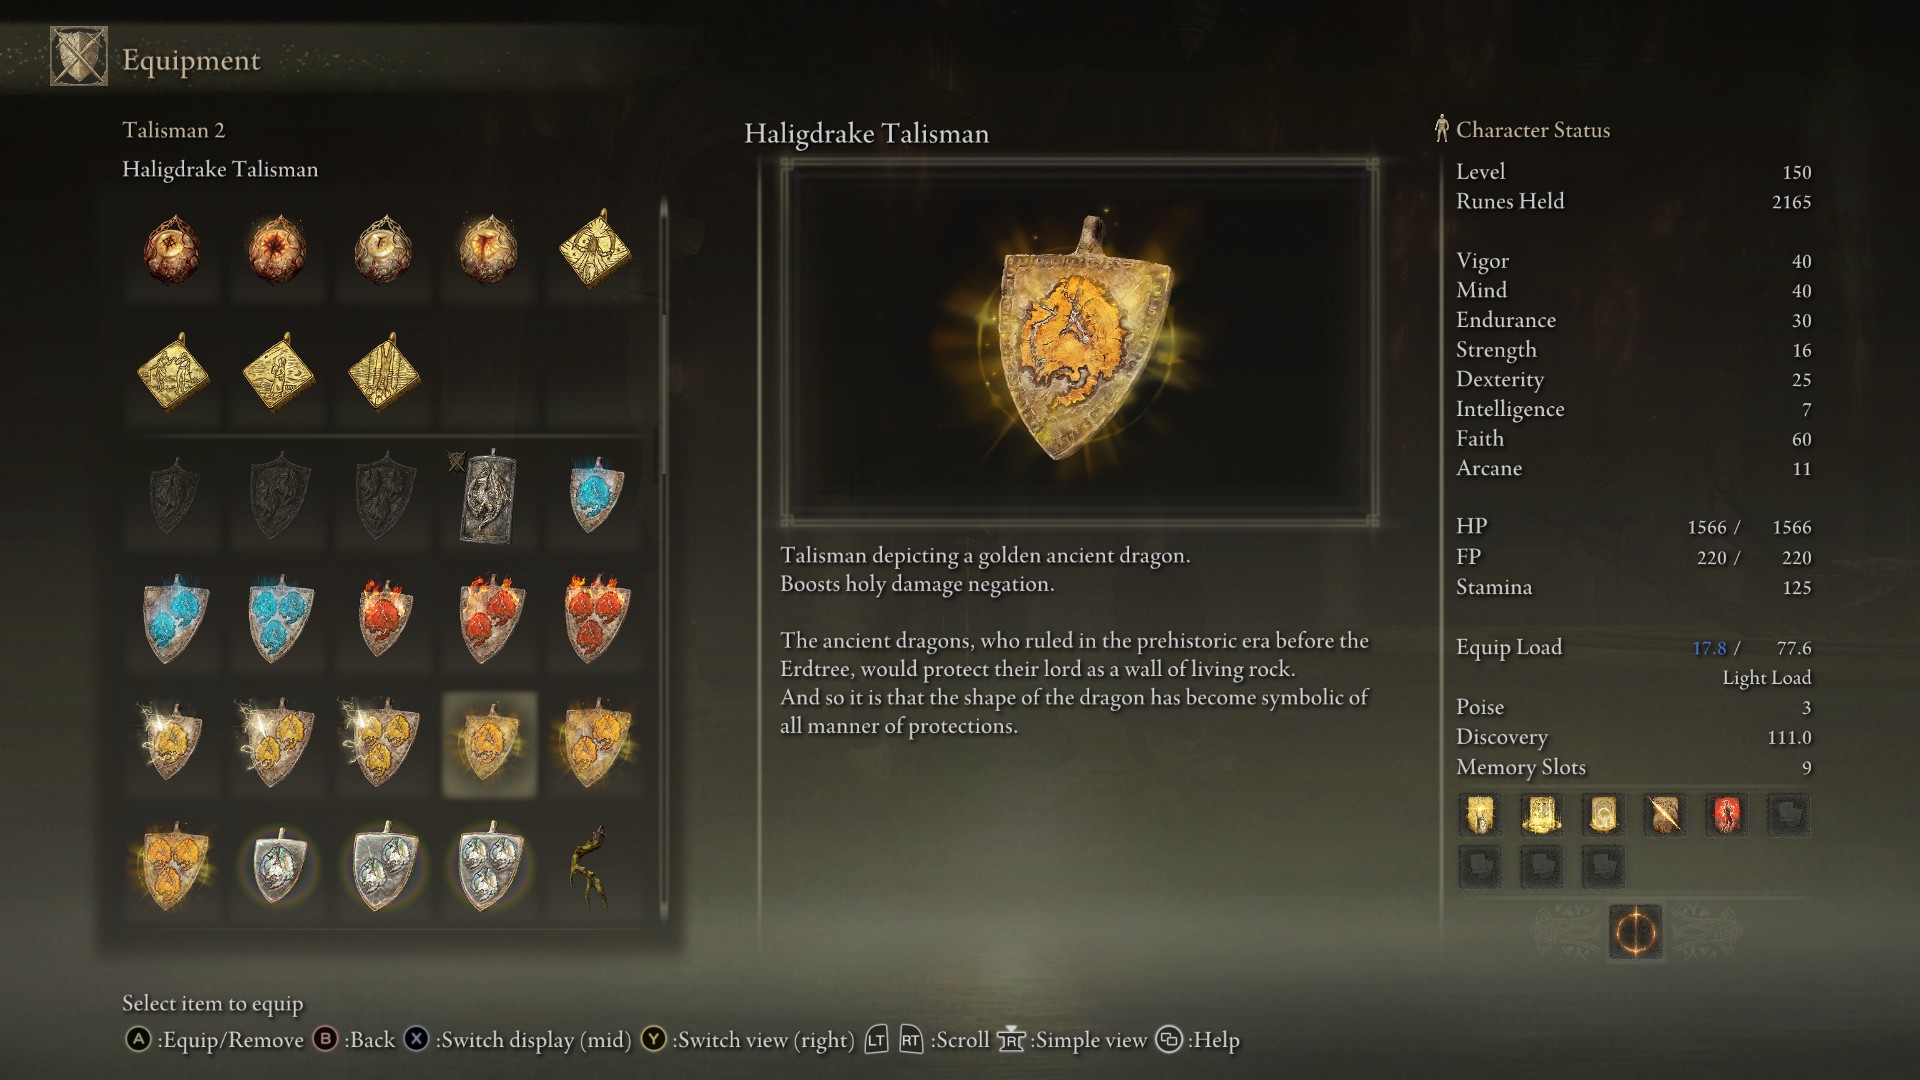 Equipment
Talisman 2
Haligdrake Talisman
Haligdrake Talisman
Talisman depicting a golden ancient dragon.
Boosts holy damage negation.
The ancient dragons, who ruled in the prehistoric era before the
Erdtree, would protect their lord as a wall of living rock.
And so it is that the shape of the dragon has become symbolic of
all manner of protections.
Character Status
Level 150
Runes Held 2165
Vigor 40
Mind 40
Endurance 30
Strength 16
Dexterity 25
Intelligence 7
Faith 60
Arcane 11
HP 1566 / 1566
FP 220 / 220
Stamina 125
Equip Load 17.8 / 77.6
Light Load
Poise 3
Discovery 111.0
Memory Slots 9
Select item to equip
A :Equip/Remove B :Back X :Switch display (mid) Y :Switch view (right) LT RT :Scroll R :Simple view :Help